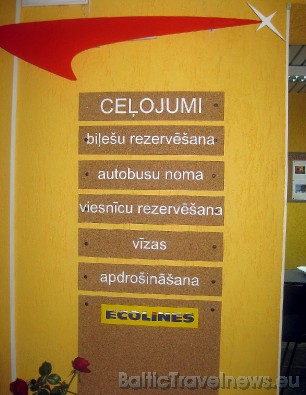 CEĻOJUMI
biļešu rezervēšana
autobusu noma
viesnīcu rezervēšana
vīzas
apdrošināšana
ECOLINES
BalticTravelnews.eu